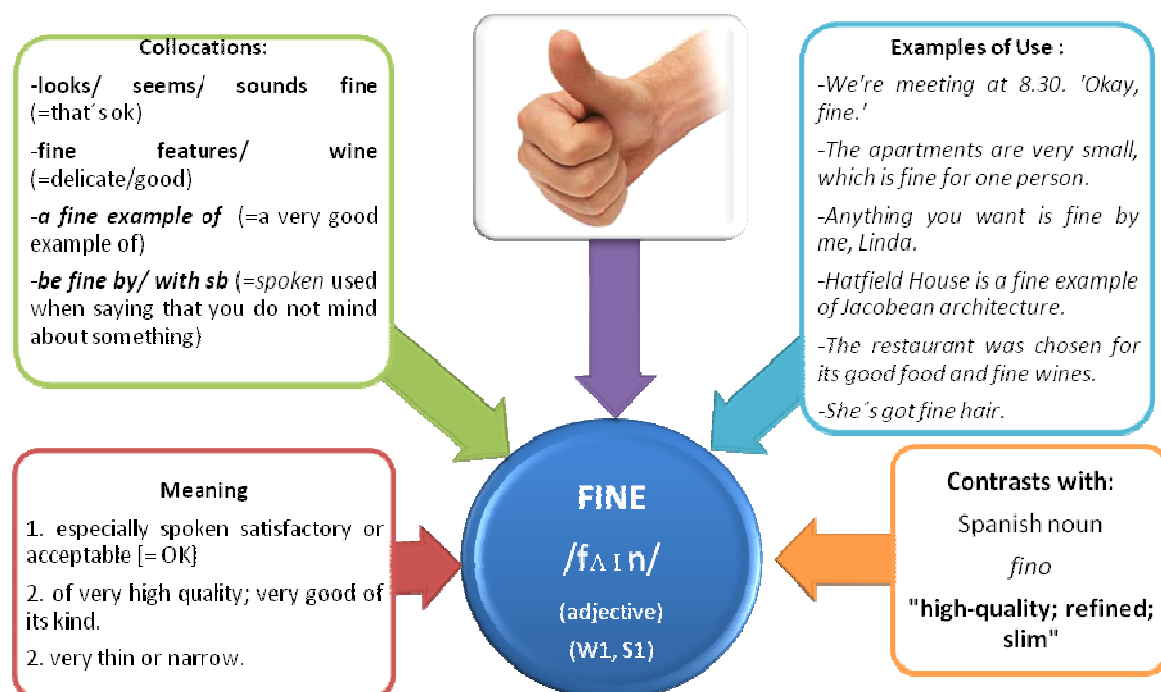 Collocations:
-looks/ seems/ sounds fine
(=that´s ok)
-fine features/ wine
(=delicate/good)
-a fine example of (=a very good
example of)
-be fine by/ with sb (=spoken used
when saying that you do not mind
about something)
Examples of Use :
-We're meeting at 8.30. 'Okay,
fine.'
-The apartments are very small,
which is fine for one person.
-Anything you want is fine by
me, Linda.
-Hatfield House is a fine example
of Jacobean architecture.
-The restaurant was chosen for
its good food and fine wines.
-She´s got fine hair.
Meaning
1. especially spoken satisfactory or
acceptable [= OK}
2. of very high quality; very good of
its kind.
2. very thin or narrow.
FINE
/fʌɪn/
(adjective)
(W1, S1)
Contrasts with:
Spanish noun
fino
"high-quality; refined;
slim"